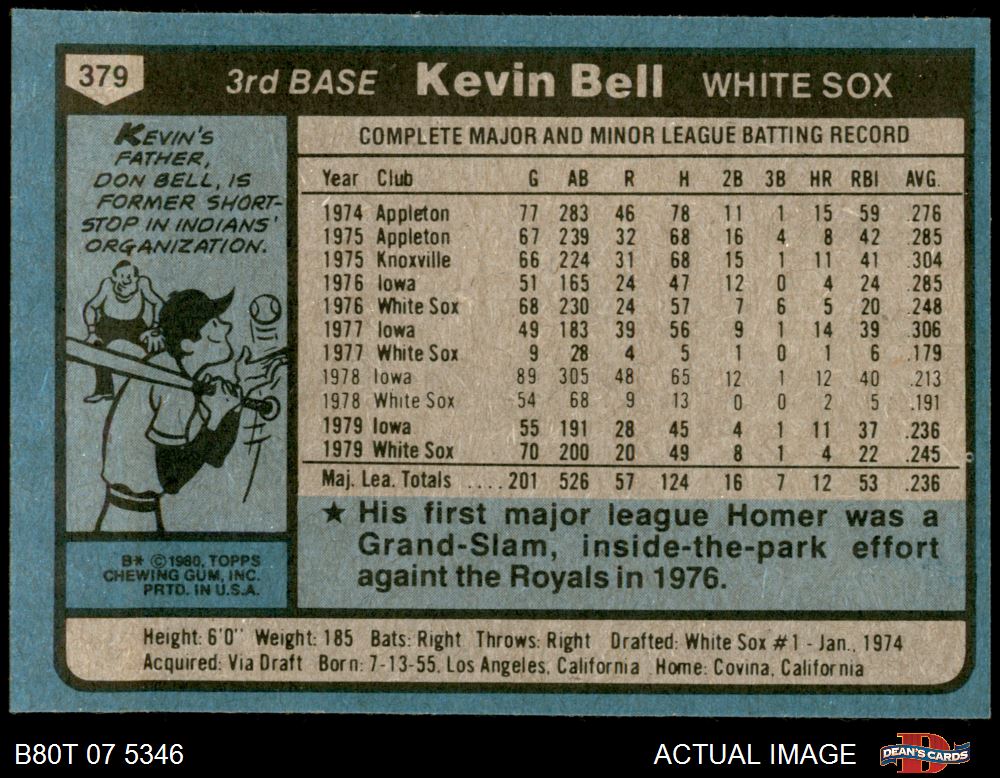 379 3rd BASE Kevin Bell WHITE SOX
KEVIN'S
FATHER,
DON BELL, IS
FORMER SHORT-
STOP IN INDIANS'
ORGANIZATION.
COMPLETE MAJOR AND MINOR LEAGUE BATTING RECORD
Year Club G AB R H 2B 3B HR RBI AVG.
1974 Appleton 77 283 46 78 11 1 15 59 .276
1975 Appleton 67 239 32 68 16 4 8 42 .285
1975 Knoxville 66 224 31 68 15 1 11 41 .304
1976 Iowa 51 165 24 47 12 0 4 24 .285
1976 White Sox 68 230 24 57 7 6 5 20 .248
1977 Iowa 49 183 39 56 9 1 14 39 .306
1977 White Sox 9 28 4 5 1 0 1 6 .179
1978 Iowa 89 305 48 65 12 1 12 40 .213
1978 White Sox 54 68 9 13 0 0 2 5 .191
1979 Iowa 55 191 28 45 4 1 11 37 .236
1979 White Sox 70 200 20 49 8 1 4 22 .245
Maj. Lea. Totals ....201 526 57 124 16 7 12 53 .236
★ His first major league Homer was a
Grand-Slam, inside-the-park effort
againt the Royals in 1976.
B* © 1980, TOPPS
CHEWING GUM, INC.
PRTD. IN U.S.A.
Height: 6'0" Weight: 185 Bats: Right Throws: Right Drafted: White Sox #1 - Jan., 1974
Acquired: Via Draft Born: 7-13-55, Los Angeles, California Home: Covina, California
B80T 07 5346 ACTUAL IMAGE DEAN'S CARDS